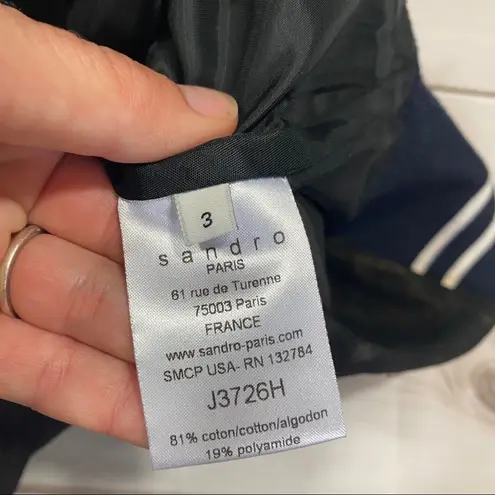 3
sandro
PARIS
61 rue de Turenne
75003 Paris
FRANCE
www.sandro-paris.com
SMCP USA- RN 132784
J3726H
81% coton/cotton/algodon
19% polyamide